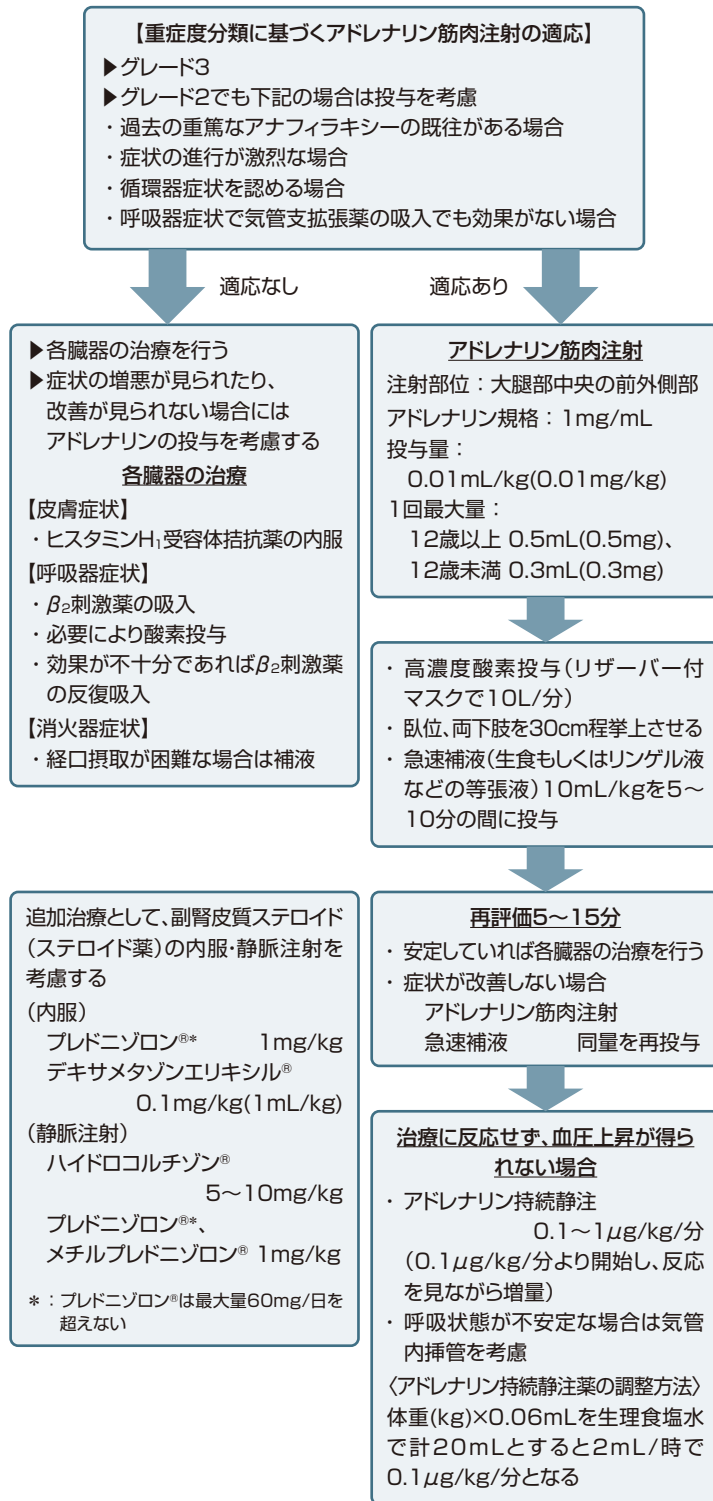 【重症度分類に基づくアドレナリン筋肉注射の適応】
▶グレード3
▶グレード2でも下記の場合は投与を考慮
・過去の重篤なアナフィラキシーの既往がある場合
・症状の進行が激烈な場合
・循環器症状を認める場合
・呼吸器症状で気管支拡張薬の吸入でも効果がない場合
適応なし
適応あり
▶各臓器の治療を行う
▶症状の増悪が見られたり、
改善が見られない場合には
アドレナリンの投与を考慮する
各臓器の治療
【皮膚症状】
・ヒスタミンH₁受容体拮抗薬の内服
【呼吸器症状】
・β₂刺激薬の吸入
・必要により酸素投与
・効果が不十分であればβ₂刺激薬
の反復吸入
【消化器症状】
・経口摂取が困難な場合は補液
アドレナリン筋肉注射
注射部位：大腿部中央の前外側部
アドレナリン規格：1mg/mL
投与量：
0.01mL/kg(0.01mg/kg)
1回最大量：
12歳以上 0.5mL(0.5mg)、
12歳未満 0.3mL(0.3mg)
・高濃度酸素投与(リザーバー付
マスクで10L/分)
・臥位、両下肢を30cm程挙上させる
・急速補液(生食もしくはリンゲル液
などの等張液)10mL/kgを5〜
10分の間に投与
再評価5〜15分
・安定していれば各臓器の治療を行う
・症状が改善しない場合
アドレナリン筋肉注射
急速補液 同量を再投与
追加治療として、副腎皮質ステロイド
(ステロイド薬)の内服･静脈注射を
考慮する
(内服)
プレドニゾロン®* 1mg/kg
デキサメタゾンエリキシル®
0.1mg/kg(1mL/kg)
(静脈注射)
ハイドロコルチゾン®
5〜10mg/kg
プレドニゾロン®*、
メチルプレドニゾロン® 1mg/kg
*：プレドニゾロン®は最大量60mg/日を
超えない
治療に反応せず、血圧上昇が得ら
れない場合
・アドレナリン持続静注
0.1〜1μg/kg/分
(0.1μg/kg/分より開始し、反応
を見ながら増量)
・呼吸状態が不安定な場合は気管
内挿管を考慮
〈アドレナリン持続静注薬の調整方法〉
体重(kg)×0.06mLを生理食塩水
で計20mLとすると2mL/時で
0.1μg/kg/分となる